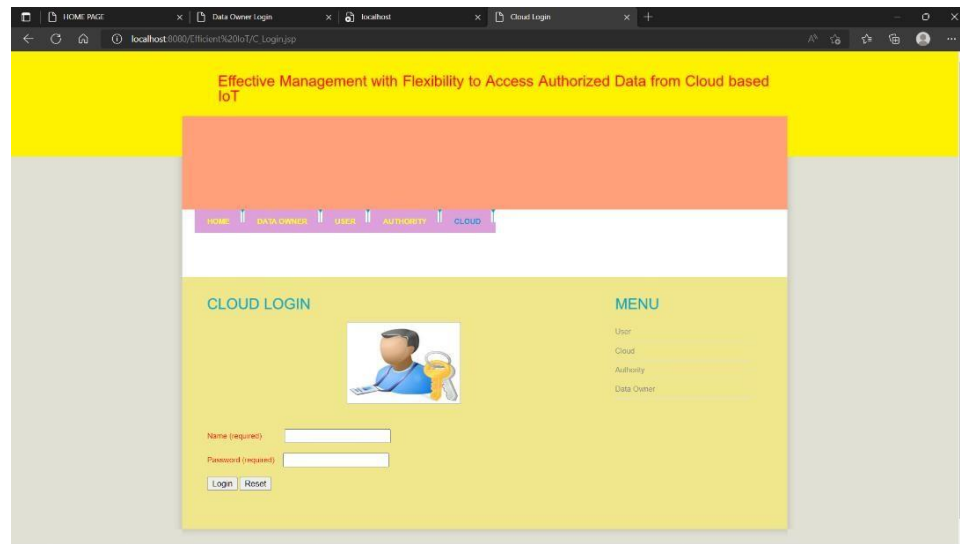 HOME PAGE
Data Owner Login
localhost
Cloud Login
localhost:8080/Efficient%20IoT/C_Login.jsp
Effective Management with Flexibility to Access Authorized Data from Cloud based
IoT
HOME DATA OWNER USER AUTHORITY CLOUD
CLOUD LOGIN
Name (required)
Password (required)
Login Reset
MENU
User
Cloud
Authority
Data Owner